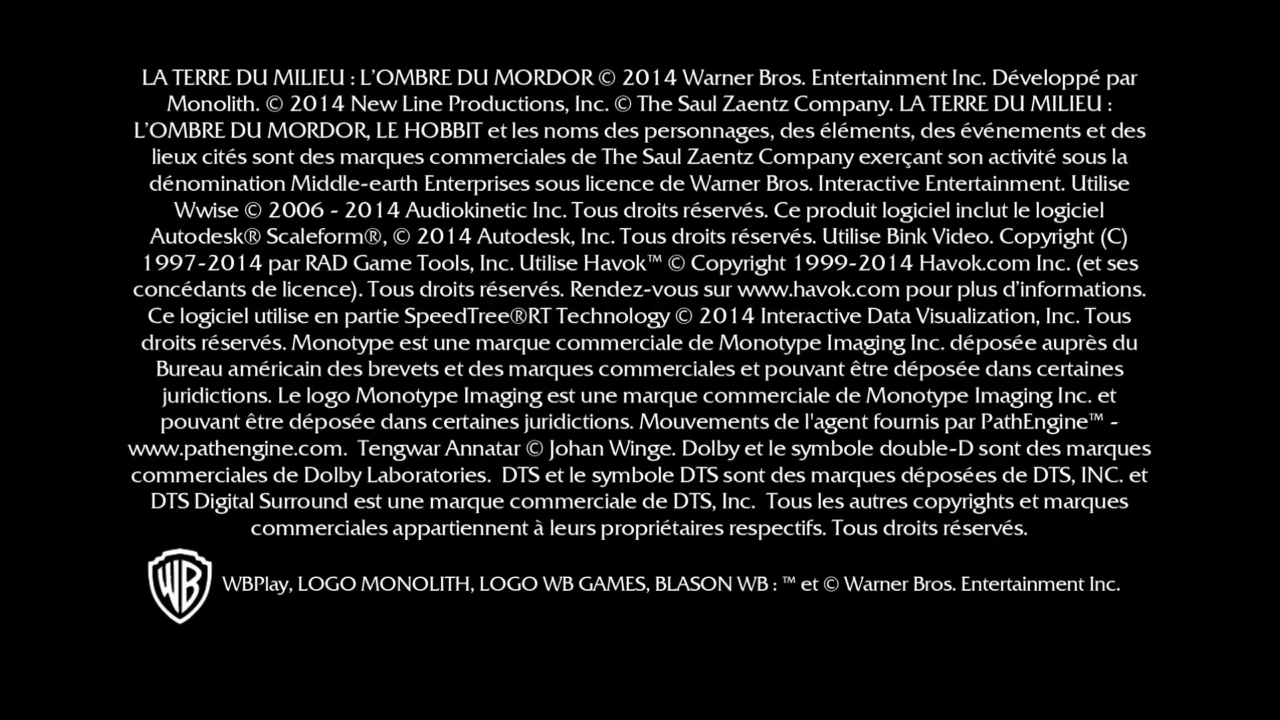 LA TERRE DU MILIEU : L’OMBRE DU MORDOR © 2014 Warner Bros. Entertainment Inc. Développé par
Monolith. © 2014 New Line Productions, Inc. © The Saul Zaentz Company. LA TERRE DU MILIEU :
L’OMBRE DU MORDOR, LE HOBBIT et les noms des personnages, des éléments, des événements et des
lieux cités sont des marques commerciales de The Saul Zaentz Company exerçant son activité sous la
dénomination Middle-earth Enterprises sous licence de Warner Bros. Interactive Entertainment. Utilise
Wwise © 2006 - 2014 Audiokinetic Inc. Tous droits réservés. Ce produit logiciel inclut le logiciel
Autodesk® Scaleform®, © 2014 Autodesk, Inc. Tous droits réservés. Utilise Bink Video. Copyright (C)
1997-2014 par RAD Game Tools, Inc. Utilise Havok™ © Copyright 1999-2014 Havok.com Inc. (et ses
concédants de licence). Tous droits réservés. Rendez-vous sur www.havok.com pour plus d’informations.
Ce logiciel utilise en partie SpeedTree®RT Technology © 2014 Interactive Data Visualization, Inc. Tous
droits réservés. Monotype est une marque commerciale de Monotype Imaging Inc. déposée auprès du
Bureau américain des brevets et des marques commerciales et pouvant être déposée dans certaines
juridictions. Le logo Monotype Imaging est une marque commerciale de Monotype Imaging Inc. et
pouvant être déposée dans certaines juridictions. Mouvements de l'agent fournis par PathEngine™ -
www.pathengine.com.  Tengwar Annatar © Johan Winge. Dolby et le symbole double-D sont des marques
commerciales de Dolby Laboratories.  DTS et le symbole DTS sont des marques déposées de DTS, INC. et
DTS Digital Surround est une marque commerciale de DTS, Inc.  Tous les autres copyrights et marques
commerciales appartiennent à leurs propriétaires respectifs. Tous droits réservés.
WB WBPlay, LOGO MONOLITH, LOGO WB GAMES, BLASON WB : ™ et © Warner Bros. Entertainment Inc.